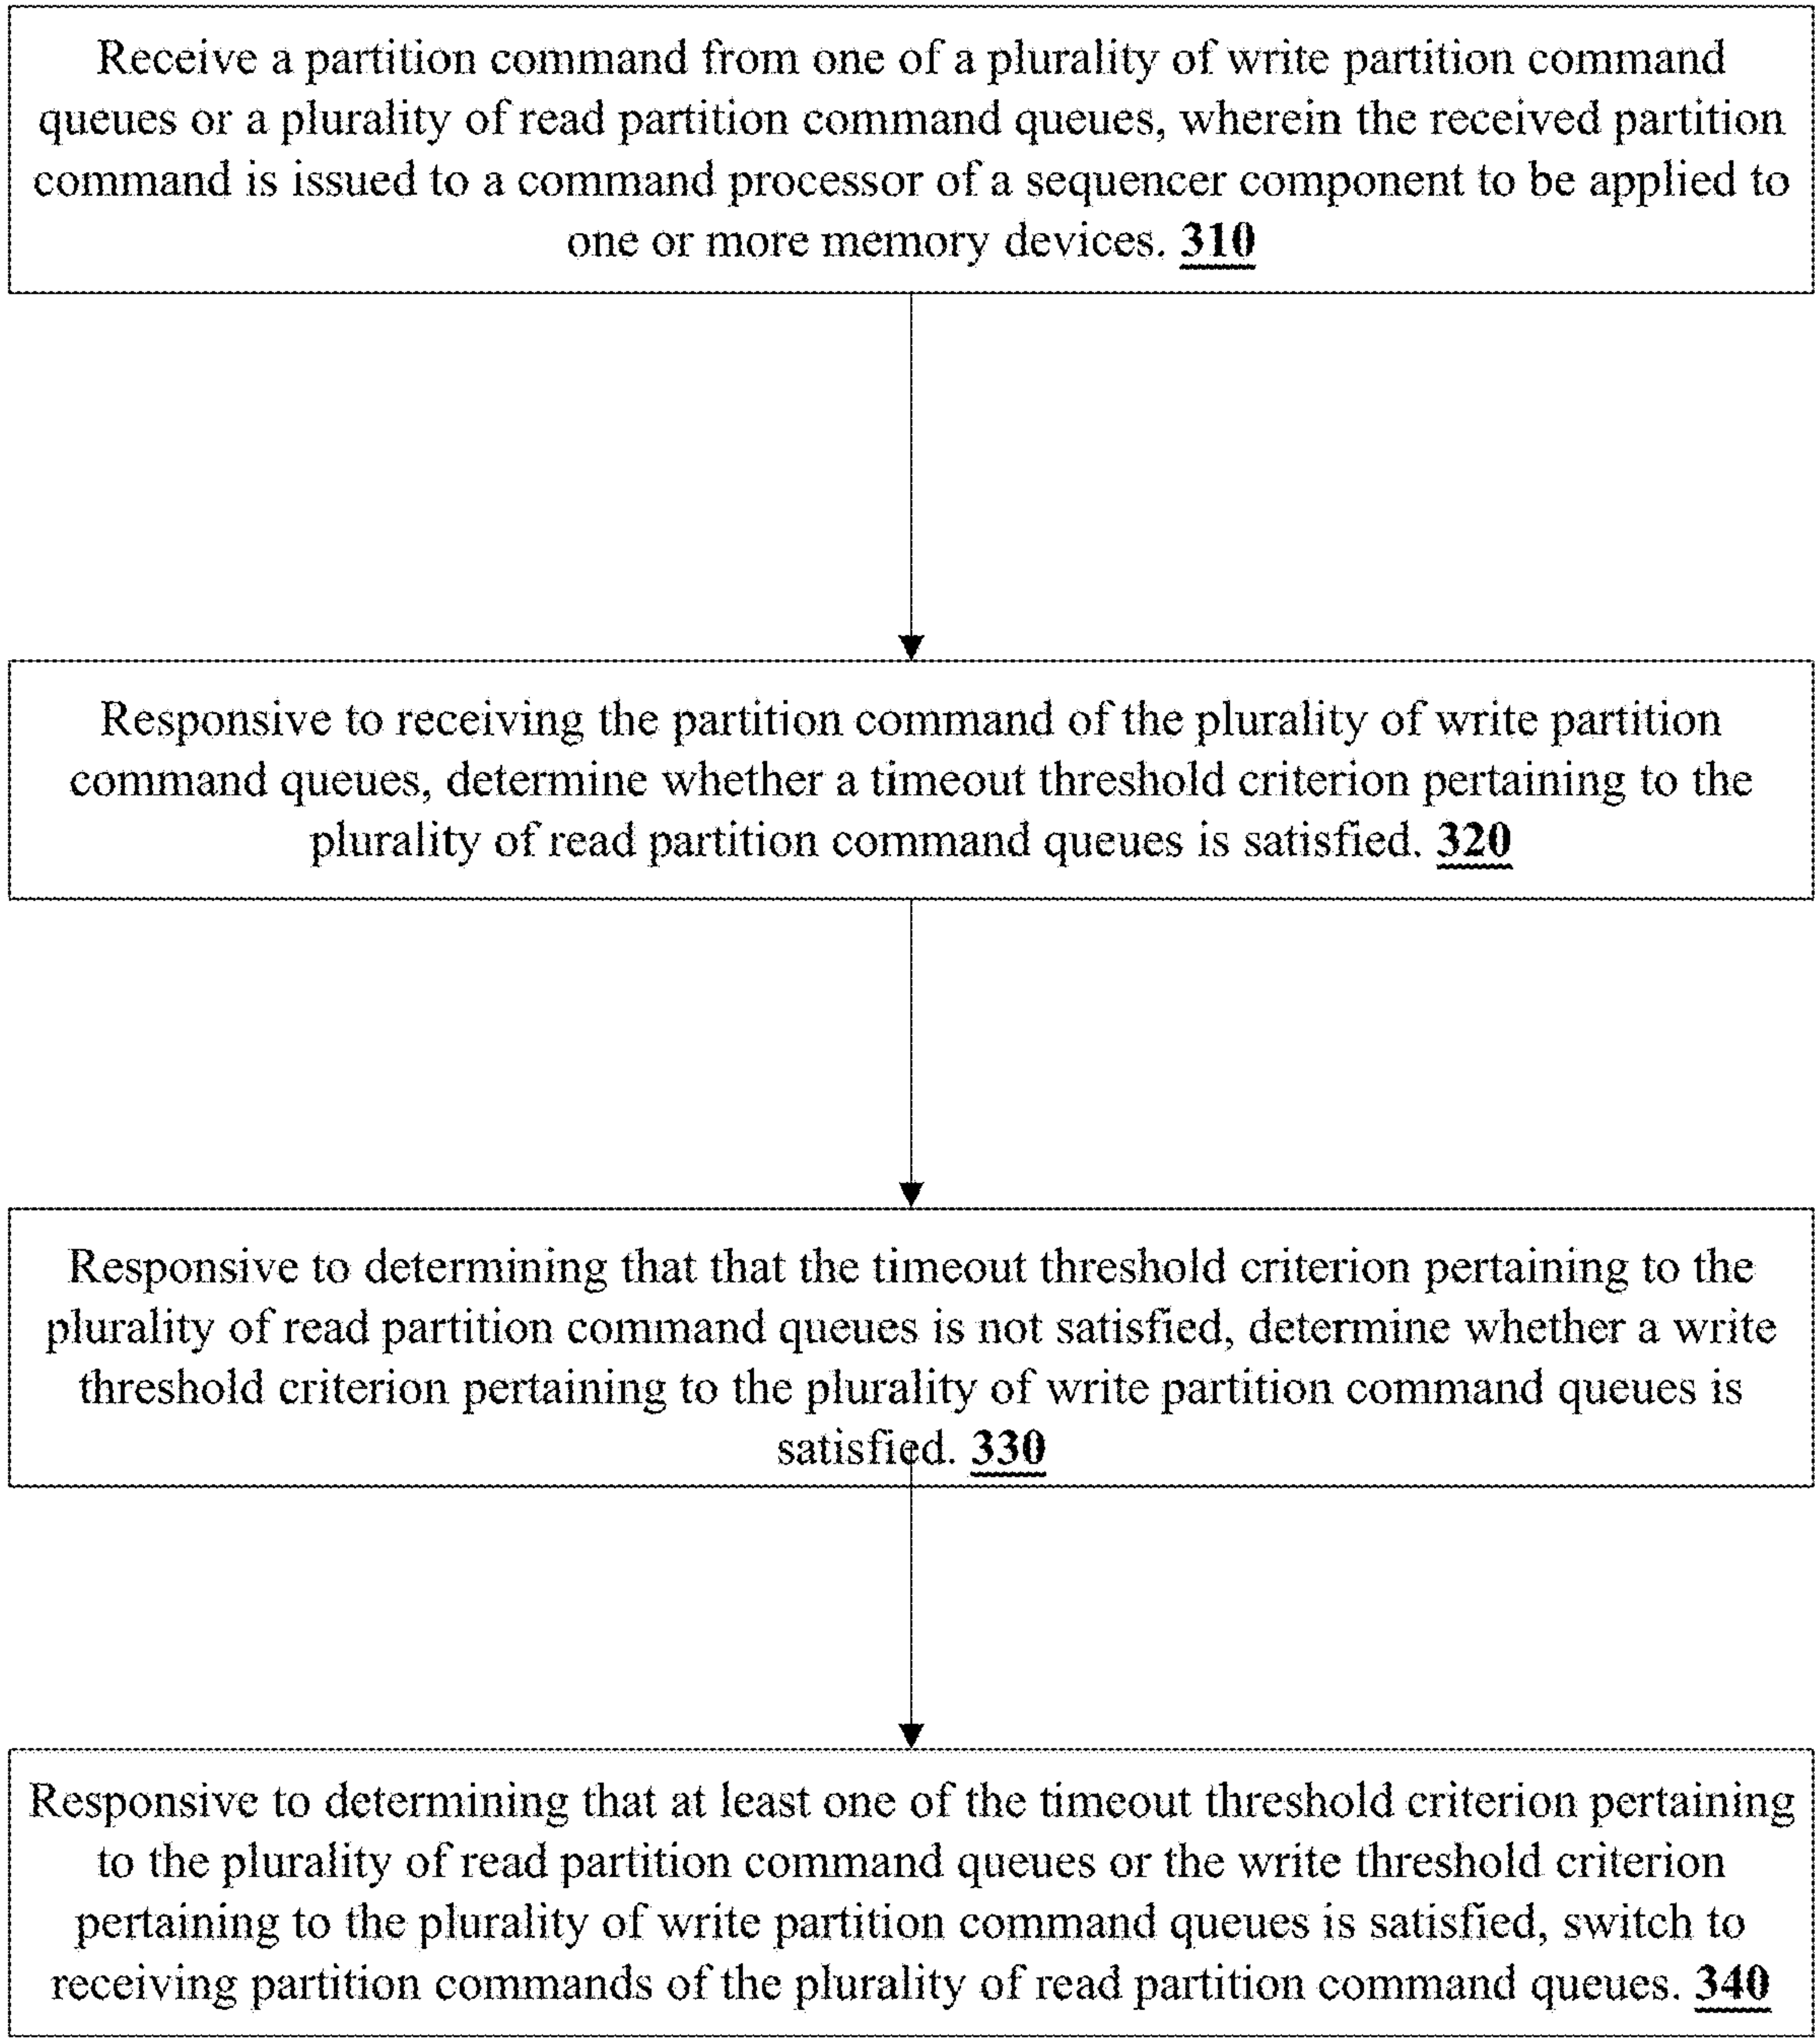 Receive a partition command from one of a plurality of write partition command
queues or a plurality of read partition command queues, wherein the received partition
command is issued to a command processor of a sequencer component to be applied to
one or more memory devices. 310
Responsive to receiving the partition command of the plurality of write partition
command queues, determine whether a timeout threshold criterion pertaining to the
plurality of read partition command queues is satisfied. 320
Responsive to determining that that the timeout threshold criterion pertaining to the
plurality of read partition command queues is not satisfied, determine whether a write
threshold criterion pertaining to the plurality of write partition command queues is
satisfied. 330
Responsive to determining that at least one of the timeout threshold criterion pertaining
to the plurality of read partition command queues or the write threshold criterion
pertaining to the plurality of write partition command queues is satisfied, switch to
receiving partition commands of the plurality of read partition command queues. 340